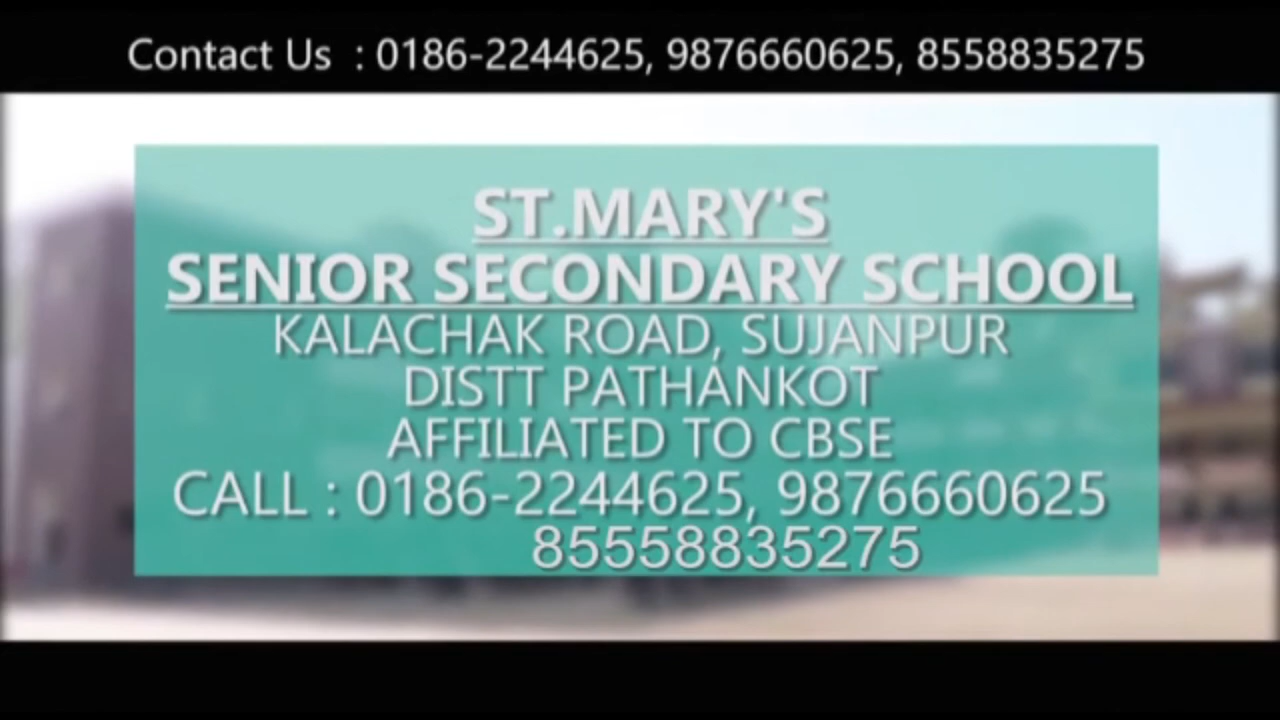 Contact Us : 0186-2244625, 9876660625, 8558835275
ST.MARY'S
SENIOR SECONDARY SCHOOL
KALACHAK ROAD, SUJANPUR
DISTT PATHANKOT
AFFILIATED TO CBSE
CALL : 0186-2244625, 9876660625
85558835275